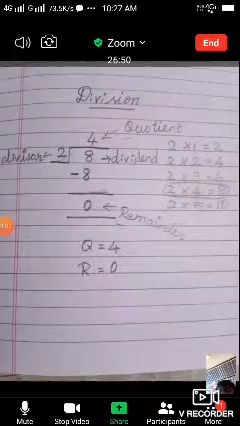 4G 4G 73.5K/s 10:27 AM
Zoom
End
26:50
Division
4 ← Quotient
divisor ← 2 8 → dividend
-8
0 ← Remainder
Q = 4
R = 0
2 × 1 = 2
2 × 2 = 4
2 × 3 = 6
2 × 4 = 8
2 × 5 = 10
Mute
Stop Video
Share
Participants
More
V RECORDER